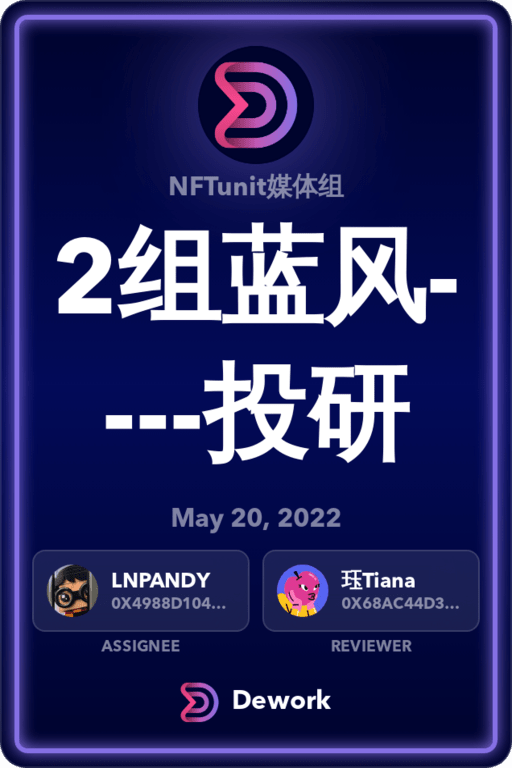 NFTunit媒体组
2组蓝风-
---投研
May 20, 2022
LNPANDY
0X4988D104...
珏Tiana
0X68AC44D3...
ASSIGNEE
REVIEWER
Dework